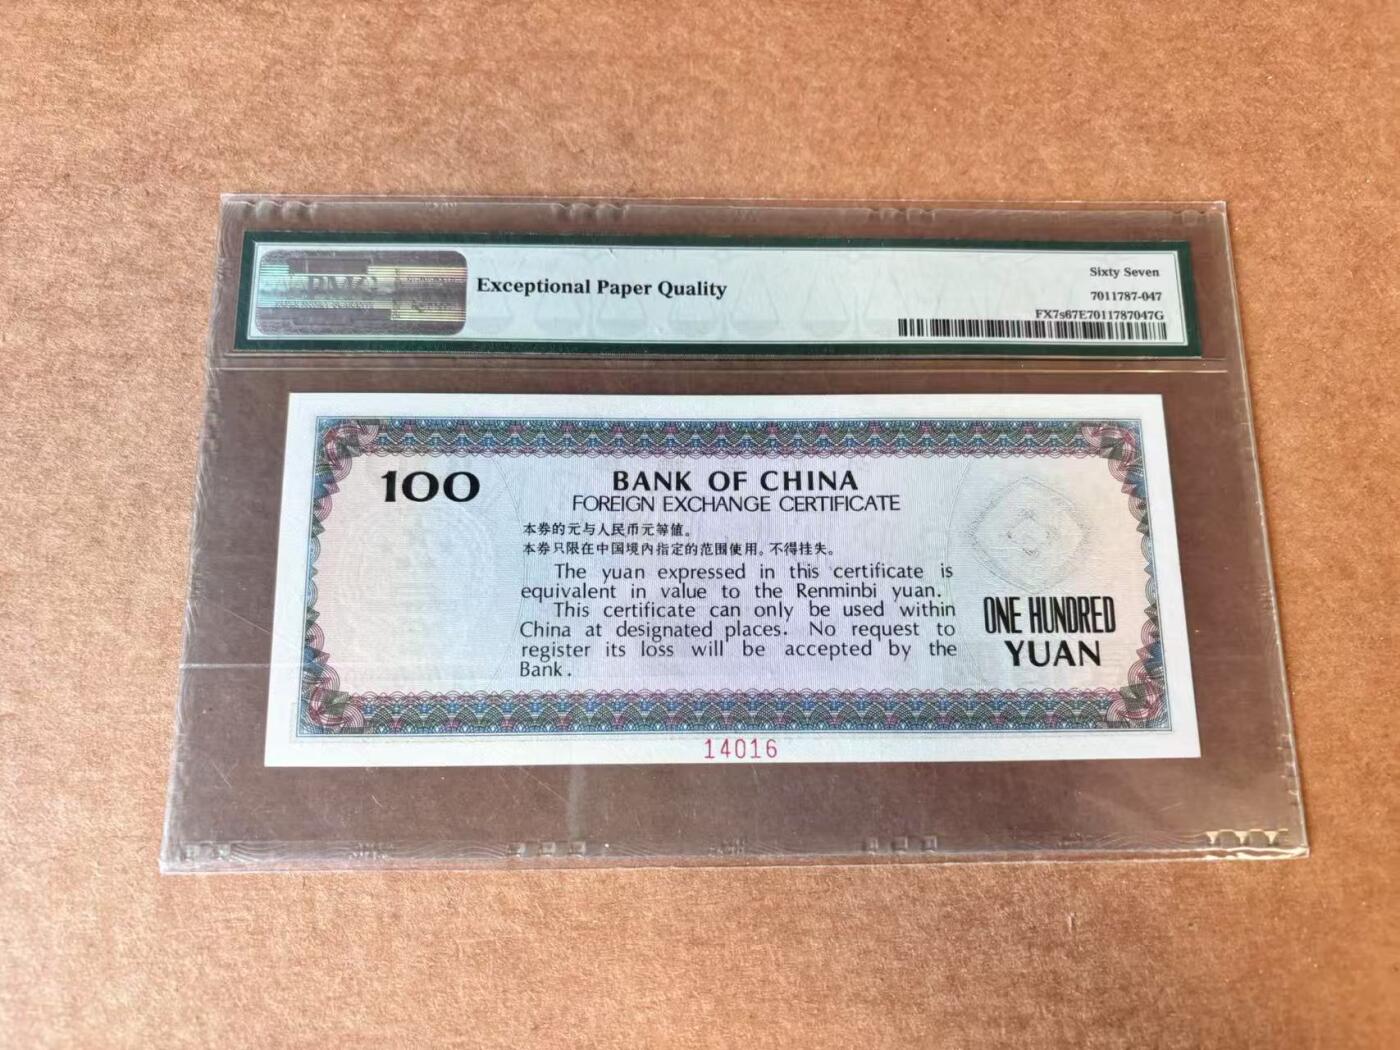 PMG
Exceptional Paper Quality
Sixty Seven
7011787-047
FX7s67E7011787047G
100
BANK OF CHINA
FOREIGN EXCHANGE CERTIFICATE
本券的元与人民币元等值。
本券只限在中国境内指定的范围使用。不得挂失。
The yuan expressed in this certificate is
equivalent in value to the Renminbi yuan.
This certificate can only be used within
China at designated places. No request to
register its loss will be accepted by the
Bank.
ONE HUNDRED
YUAN
14016